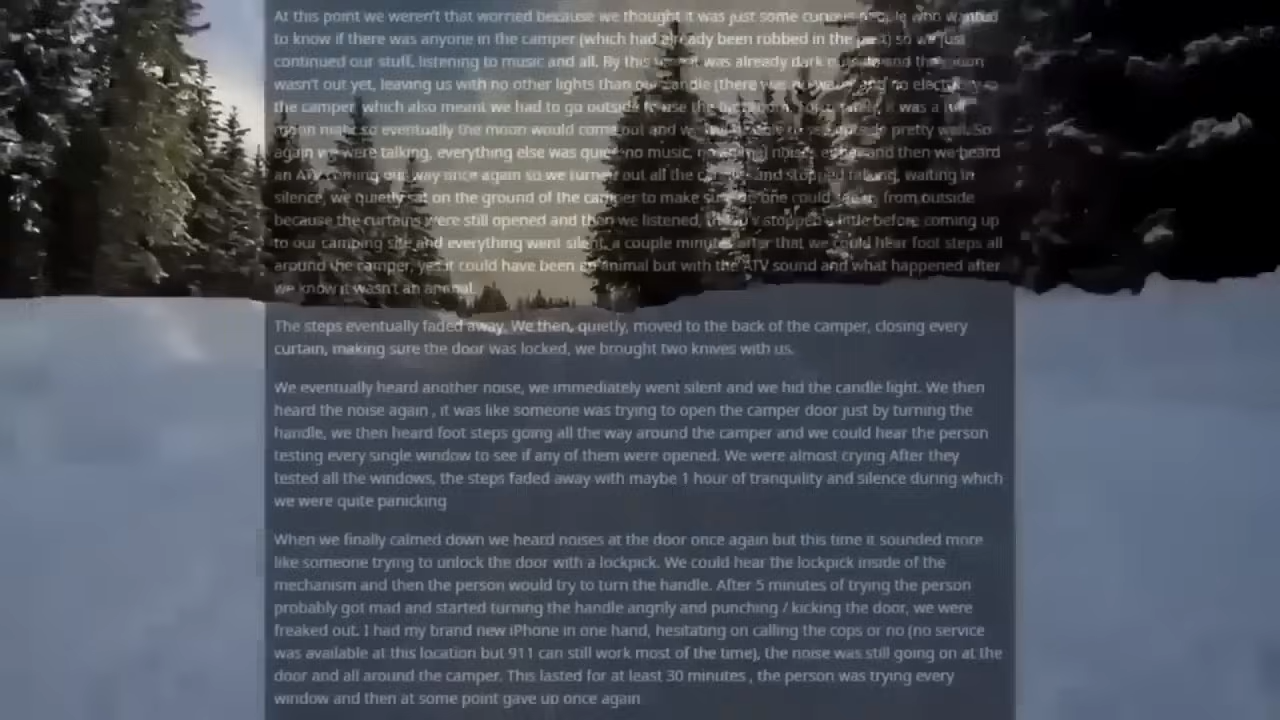 At this point we weren't that worried because we thought it was just some curious people who wanted
to know if there was anyone in the camper (which had already been robbed in the past) so we just
continued our stuff, listening to music and all. By this time it was already dark outside and the moon
wasn't out yet, leaving us with no other lights than our candle (there was no water and no electricity in
the camper, which also meant we had to go outside to use the bathroom. it was a full
moon night so eventually the moon would come out and we pretty well. So
again we were talking, everything else was quiet no music, no animal noises and then we heard
an ATV coming our way once again so we turned out all the candles and stopped talking, waiting in
silence, we quietly sat on the ground of the camper to make sure no one could see us from outside
because the curtains were still opened and then we listened, stopped a little before coming up
to our camping site and everything went silent, a couple minutes after that we could hear foot steps all
around the camper, yes it could have been an animal but with the ATV sound and what happened after
we know it wasn't an animal.
The steps eventually faded away. We then, quietly, moved to the back of the camper, closing every
curtain, making sure the door was locked, we brought two knives with us.
We eventually heard another noise, we immediately went silent and we hid the candle light. We then
heard the noise again , it was like someone was trying to open the camper door just by turning the
handle, we then heard foot steps going all the way around the camper and we could hear the person
testing every single window to see if any of them were opened. We were almost crying After they
tested all the windows, the steps faded away with maybe 1 hour of tranquility and silence during which
we were quite panicking
When we finally calmed down we heard noises at the door once again but this time it sounded more
like someone trying to unlock the door with a lockpick. We could hear the lockpick inside of the
mechanism and then the person would try to turn the handle. After 5 minutes of trying the person
probably got mad and started turning the handle angrily and punching / kicking the door, we were
freaked out. I had my brand new iPhone in one hand, hesitating on calling the cops or no (no service
was available at this location but 911 can still work most of the time), the noise was still going on at the
door and all around the camper. This lasted for at least 30 minutes , the person was trying every
window and then at some point gave up once again